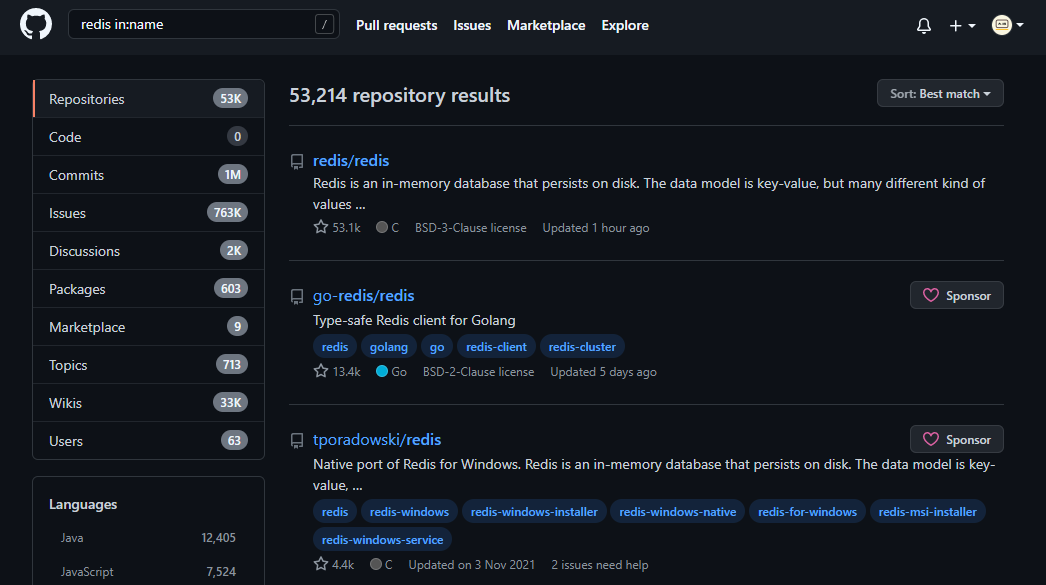 redis in:name / Pull requests Issues Marketplace Explore
Repositories 53K
Code 0
Commits 1M
Issues 763K
Discussions 2K
Packages 603
Marketplace 9
Topics 713
Wikis 33K
Users 63
Languages
Java 12,405
JavaScript 7,524
53,214 repository results
Sort: Best match
redis/redis
Redis is an in-memory database that persists on disk. The data model is key-value, but many different kind of
values ...
53.1k C BSD-3-Clause license Updated 1 hour ago
go-redis/redis
Sponsor
Type-safe Redis client for Golang
redis golang go redis-client redis-cluster
13.4k Go BSD-2-Clause license Updated 5 days ago
tporadowski/redis
Sponsor
Native port of Redis for Windows. Redis is an in-memory database that persists on disk. The data model is key-
value, ...
redis redis-windows redis-windows-installer redis-windows-native redis-for-windows redis-msi-installer
redis-windows-service
4.4k C Updated on 3 Nov 2021 2 issues need help